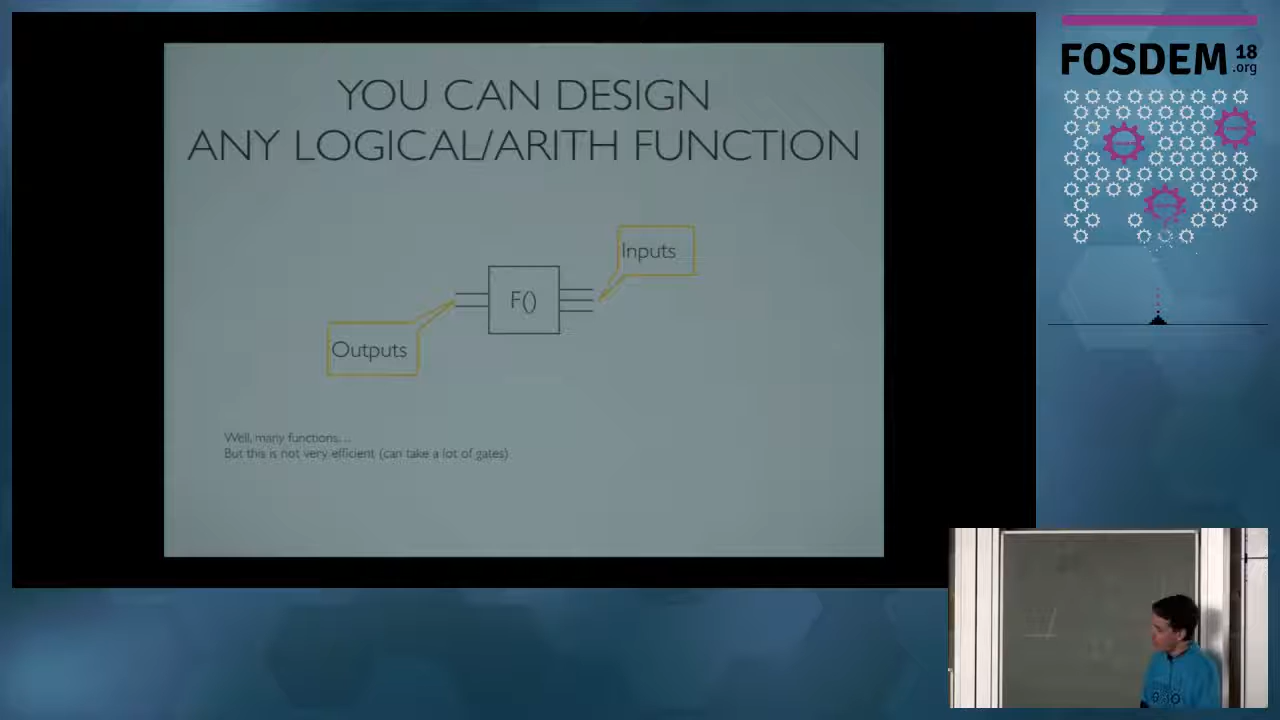 YOU CAN DESIGN
ANY LOGICAL/ARITH FUNCTION
Inputs
F()
Outputs
Well, many functions...
But this is not very efficient (can take a lot of gates)
FOSDEM 18
.org